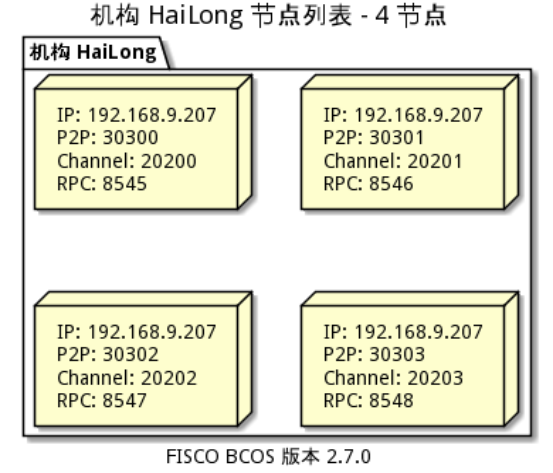 机构 HaiLong 节点列表 - 4 节点
机构 HaiLong
IP: 192.168.9.207
P2P: 30300
Channel: 20200
RPC: 8545
IP: 192.168.9.207
P2P: 30301
Channel: 20201
RPC: 8546
IP: 192.168.9.207
P2P: 30302
Channel: 20202
RPC: 8547
IP: 192.168.9.207
P2P: 30303
Channel: 20203
RPC: 8548
FISCO BCOS 版本 2.7.0